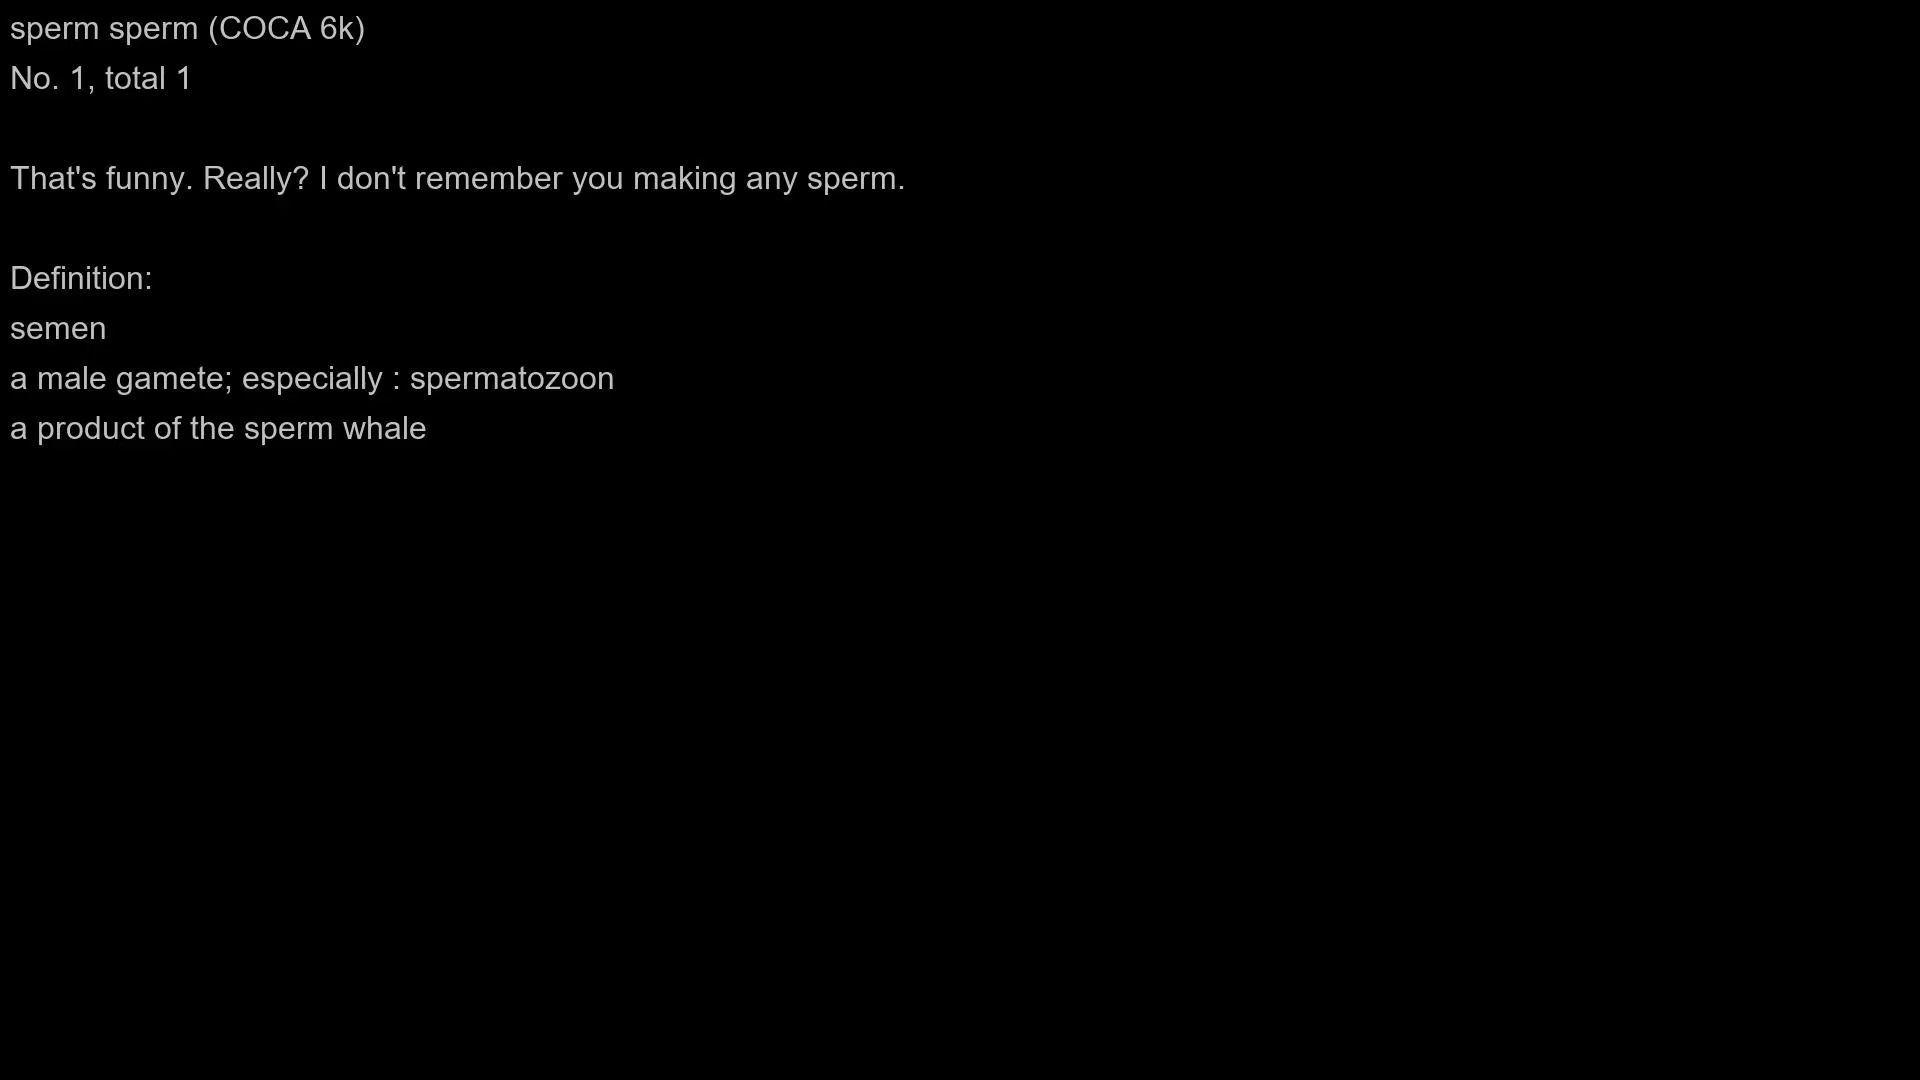 sperm sperm (COCA 6k)
No. 1, total 1
That's funny. Really? I don't remember you making any sperm.
Definition:
semen
a male gamete; especially : spermatozoon
a product of the sperm whale